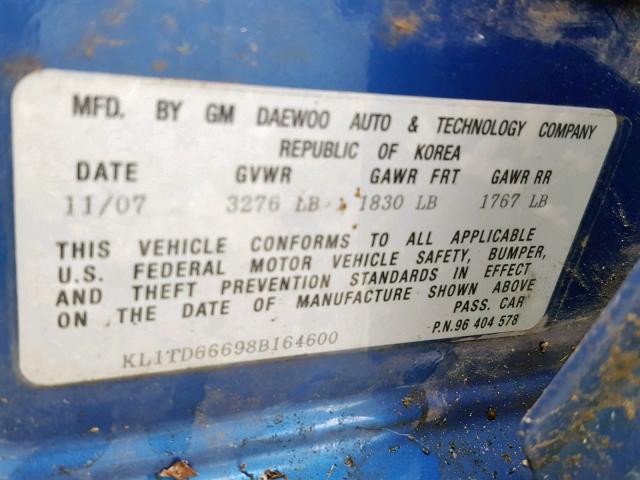 MFD. BY GM DAEWOO AUTO & TECHNOLOGY COMPANY
REPUBLIC OF KOREA
DATE GVWR GAWR FRT GAWR RR
11/07 3276 LB 1830 LB 1767 LB
THIS VEHICLE CONFORMS TO ALL APPLICABLE
U.S. FEDERAL MOTOR VEHICLE SAFETY, BUMPER,
AND THEFT PREVENTION STANDARDS IN EFFECT
ON THE DATE OF MANUFACTURE SHOWN ABOVE
PASS. CAR
P.N.96 404 578
KL1TD66698B164600